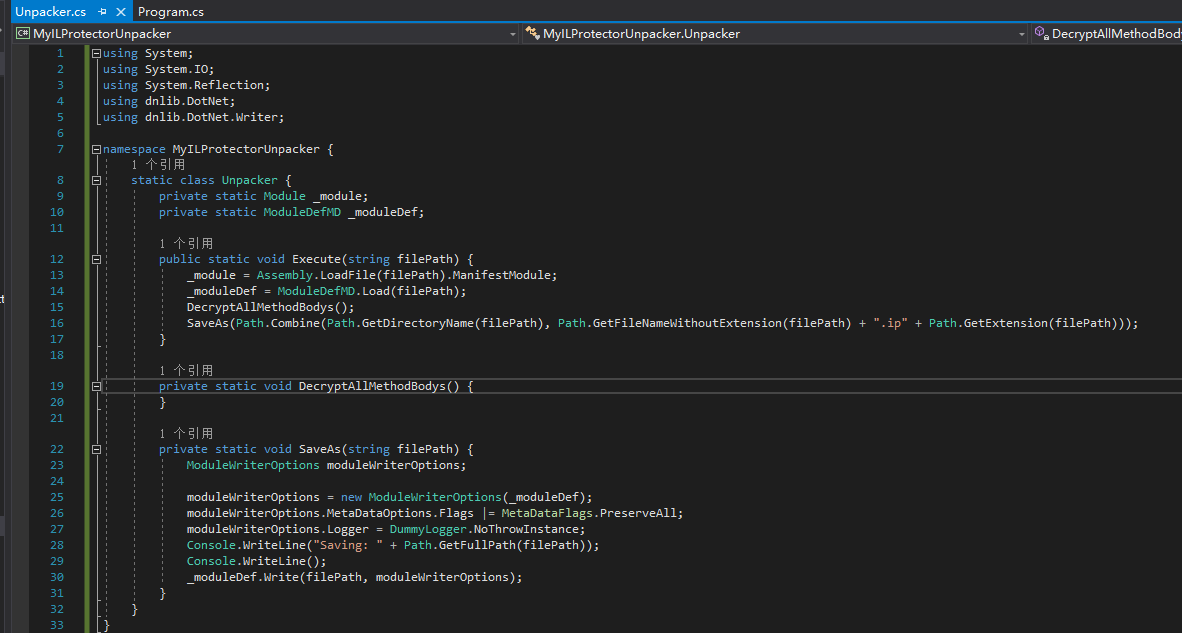 Unpacker.cs Program.cs
MyILProtectorUnpacker MyILProtectorUnpacker.Unpacker DecryptAllMethodBody
1 using System;
2 using System.IO;
3 using System.Reflection;
4 using dnlib.DotNet;
5 using dnlib.DotNet.Writer;
6
7 namespace MyILProtectorUnpacker {
1 个引用
8 static class Unpacker {
9 private static Module _module;
10 private static ModuleDefMD _moduleDef;
11
1 个引用
12 public static void Execute(string filePath) {
13 _module = Assembly.LoadFile(filePath).ManifestModule;
14 _moduleDef = ModuleDefMD.Load(filePath);
15 DecryptAllMethodBodys();
16 SaveAs(Path.Combine(Path.GetDirectoryName(filePath), Path.GetFileNameWithoutExtension(filePath) + ".ip" + Path.GetExtension(filePath)));
17 }
18
1 个引用
19 private static void DecryptAllMethodBodys() {
20 }
21
1 个引用
22 private static void SaveAs(string filePath) {
23 ModuleWriterOptions moduleWriterOptions;
24
25 moduleWriterOptions = new ModuleWriterOptions(_moduleDef);
26 moduleWriterOptions.MetaDataOptions.Flags |= MetaDataFlags.PreserveAll;
27 moduleWriterOptions.Logger = DummyLogger.NoThrowInstance;
28 Console.WriteLine("Saving: " + Path.GetFullPath(filePath));
29 Console.WriteLine();
30 _moduleDef.Write(filePath, moduleWriterOptions);
31 }
32 }
33 }